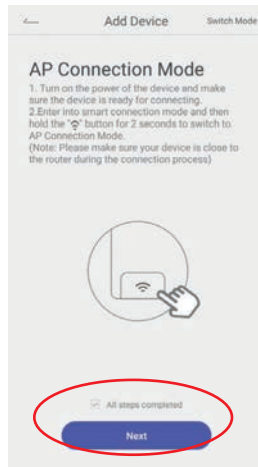 Add Device
Switch Mode
AP Connection Mode
1. Turn on the power of the device and make
sure the device is ready for connecting.
2.Enter into smart connection mode and then
hold the " " button for 2 seconds to switch to
AP Connection Mode.
(Note: Please make sure your device is close to
the router during the connection process)
All steps completed
Next